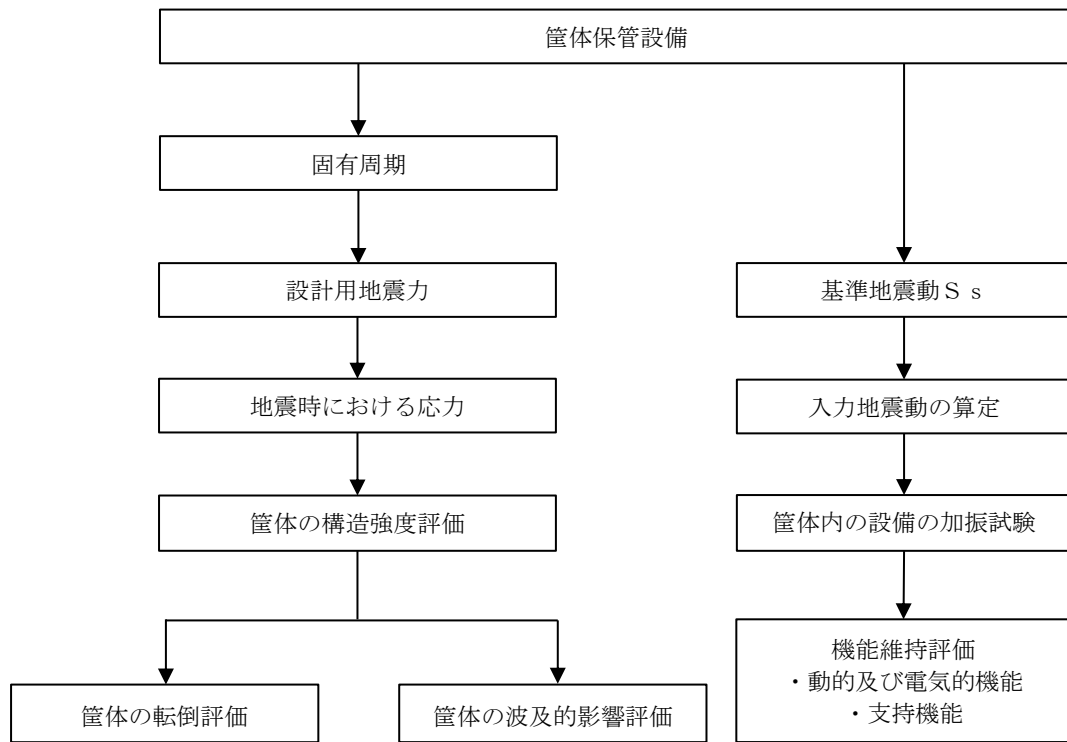 筐体保管設備
固有周期
設計用地震力
基準地震動Ｓｓ
地震時における応力
入力地震動の算定
筐体の構造強度評価
筐体内の設備の加振試験
筐体の転倒評価
筐体の波及的影響評価
機能維持評価
・動的及び電気的機能
・支持機能